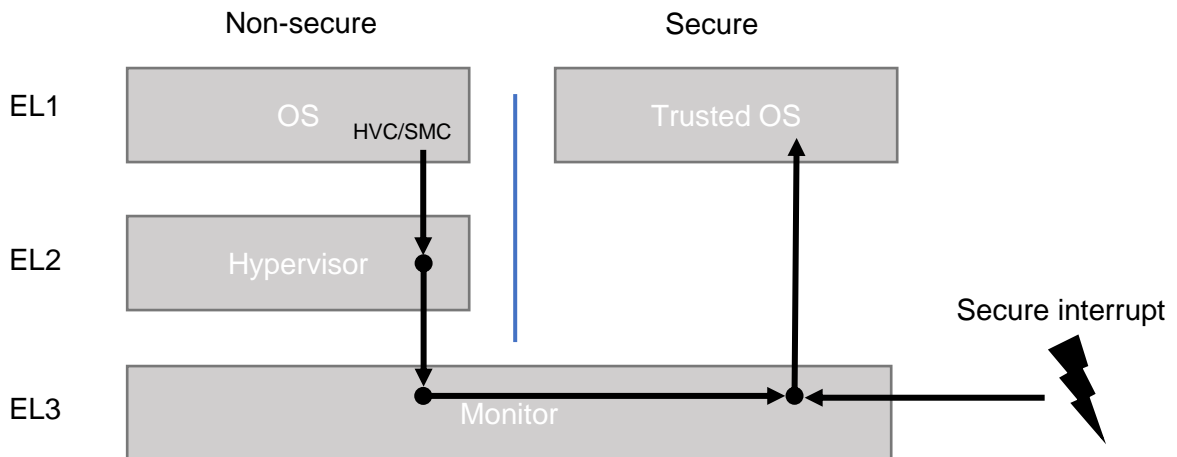 Non-secure
Secure
EL1
OS
HVC/SMC
Trusted OS
EL2
Hypervisor
Secure interrupt
EL3
Monitor